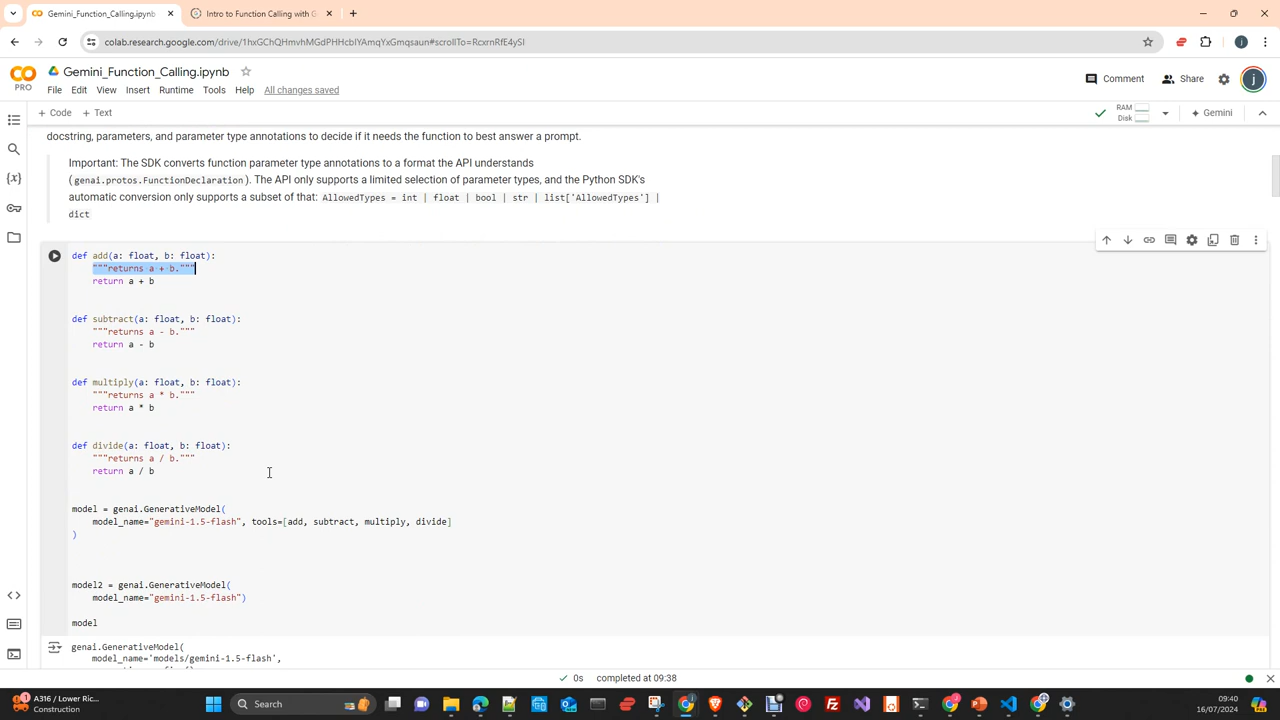 Gemini_Function_Calling.ipynb
Intro to Function Calling with G
colab.research.google.com/drive/1hxGChQHmvhMGdPHHcbIYAmqYxGmqsaun#scrollTo=RcxrnRfE4ySI
j
CO
PRO
Gemini_Function_Calling.ipynb
Comment
Share
j
File Edit View Insert Runtime Tools Help All changes saved
+ Code + Text
RAM
Disk
Gemini
docstring, parameters, and parameter type annotations to decide if it needs the function to best answer a prompt.
Important: The SDK converts function parameter type annotations to a format the API understands
(genai.protos.FunctionDeclaration). The API only supports a limited selection of parameter types, and the Python SDK's
automatic conversion only supports a subset of that: AllowedTypes = int | float | bool | str | list['AllowedTypes'] |
dict
def add(a: float, b: float):
"""returns a + b."""
return a + b
def subtract(a: float, b: float):
"""returns a - b."""
return a - b
def multiply(a: float, b: float):
"""returns a * b."""
return a * b
def divide(a: float, b: float):
"""returns a / b."""
return a / b
model = genai.GenerativeModel(
model_name="gemini-1.5-flash", tools=[add, subtract, multiply, divide]
)
model2 = genai.GenerativeModel(
model_name="gemini-1.5-flash")
model
genai.GenerativeModel(
model_name='models/gemini-1.5-flash',
0s completed at 09:38
A316 / Lower Ric...
Construction
Search
09:40
16/07/2024